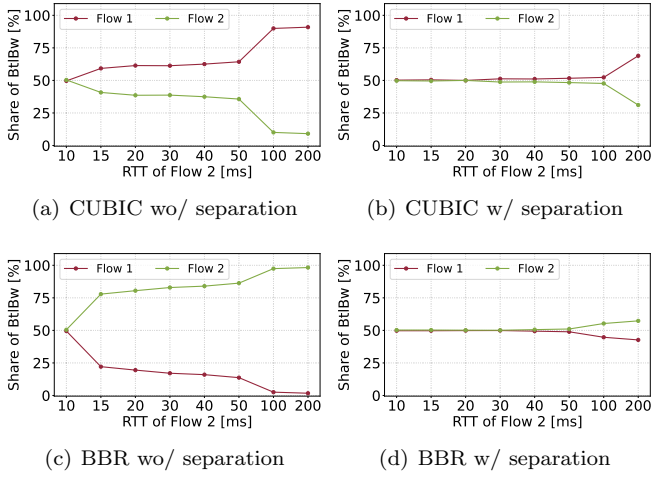 Share of BtlBw [%]
100
75
50
25
0
Flow 1
Flow 2
10 15 20 30 40 50 100 200
RTT of Flow 2 [ms]
(a) CUBIC wo/ separation
Share of BtlBw [%]
100
75
50
25
0
Flow 1
Flow 2
10 15 20 30 40 50 100 200
RTT of Flow 2 [ms]
(b) CUBIC w/ separation
Share of BtlBw [%]
100
75
50
25
0
Flow 1
Flow 2
10 15 20 30 40 50 100 200
RTT of Flow 2 [ms]
(c) BBR wo/ separation
Share of BtlBw [%]
100
75
50
25
0
Flow 1
Flow 2
10 15 20 30 40 50 100 200
RTT of Flow 2 [ms]
(d) BBR w/ separation